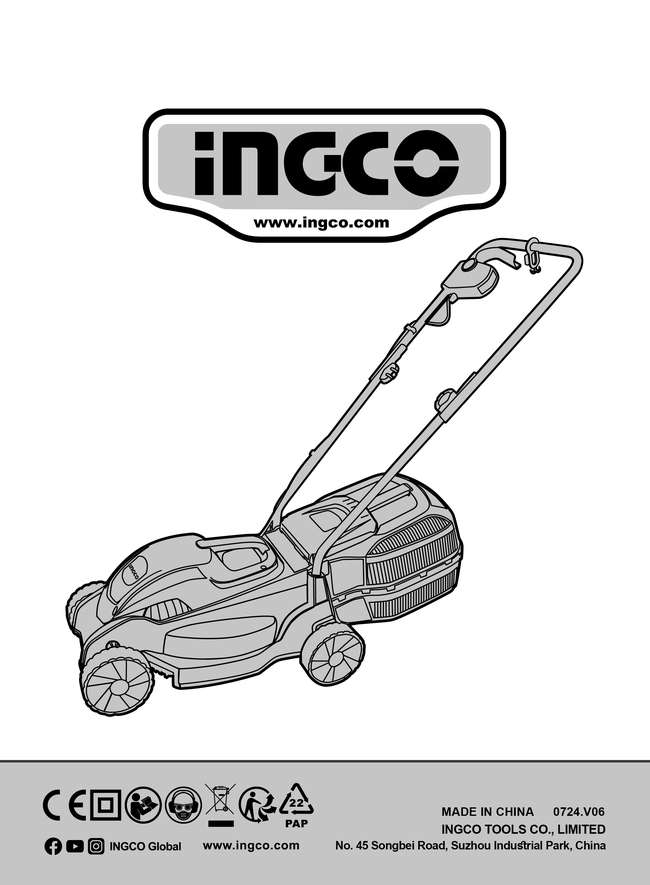 INGCO
www.ingco.com
CE
22
PAP
MADE IN CHINA 0724.V06
INGCO TOOLS CO., LIMITED
INGCO Global www.ingco.com
No. 45 Songbei Road, Suzhou Industrial Park, China